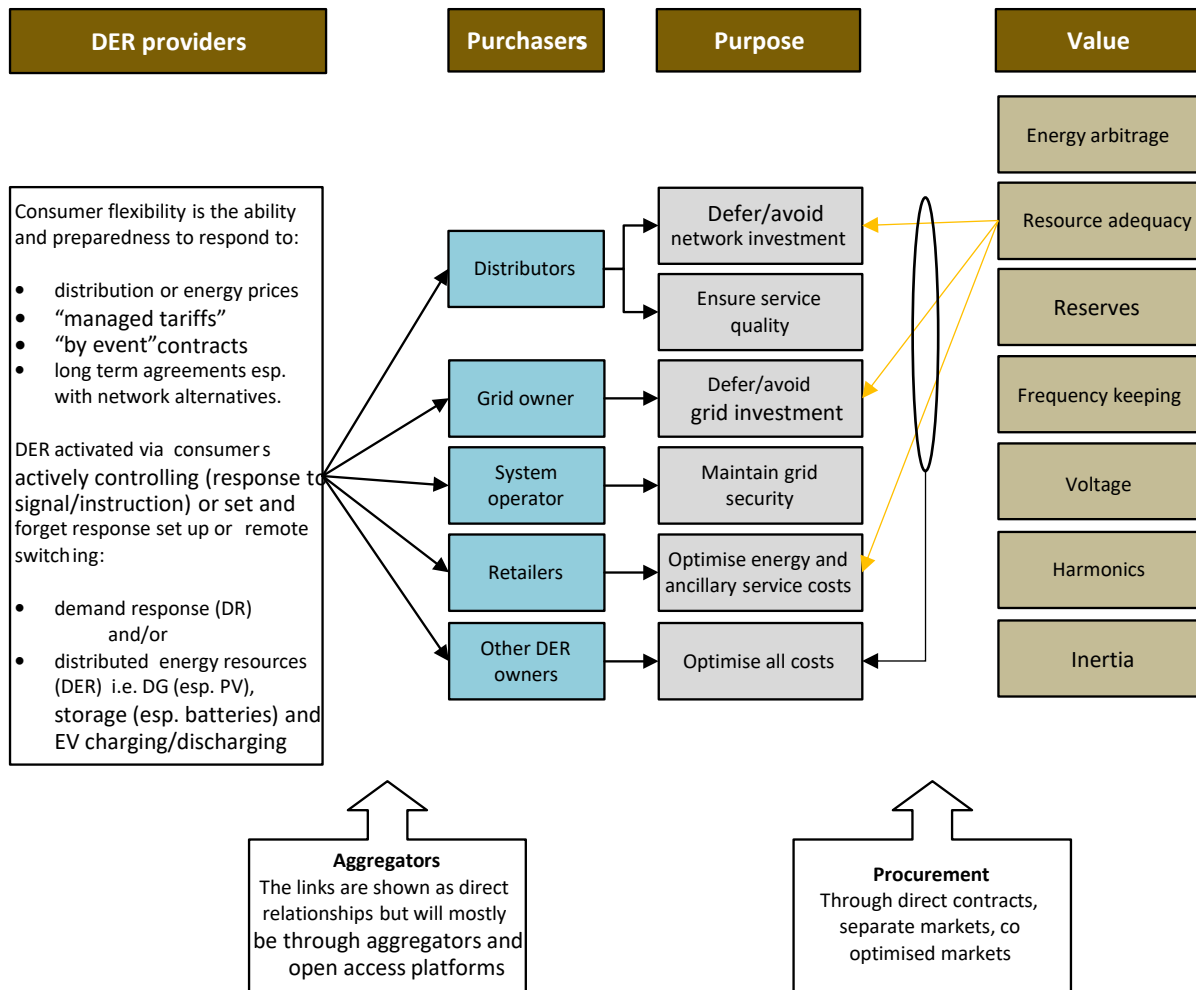 DER providers
Purchasers
Purpose
Value
Consumer flexibility is the ability
and preparedness to respond to:
• distribution or energy prices
• “managed tariffs”
• “by event”contracts
• long term agreements esp.
with network alternatives.
DER activated via consumers
actively controlling (response to
signal/instruction) or set and
forget response set up or remote
switching:
• demand response (DR)
and/or
• distributed energy resources
(DER) i.e. DG (esp. PV),
storage (esp. batteries) and
EV charging/discharging
Distributors
Grid owner
System
operator
Retailers
Other DER
owners
Defer/avoid
network investment
Ensure service
quality
Defer/avoid
grid investment
Maintain grid
security
Optimise energy and
ancillary service costs
Optimise all costs
Energy arbitrage
Resource adequacy
Reserves
Frequency keeping
Voltage
Harmonics
Inertia
Aggregators
The links are shown as direct
relationships but will mostly
be through aggregators and
open access platforms
Procurement
Through direct contracts,
separate markets, co
optimised markets